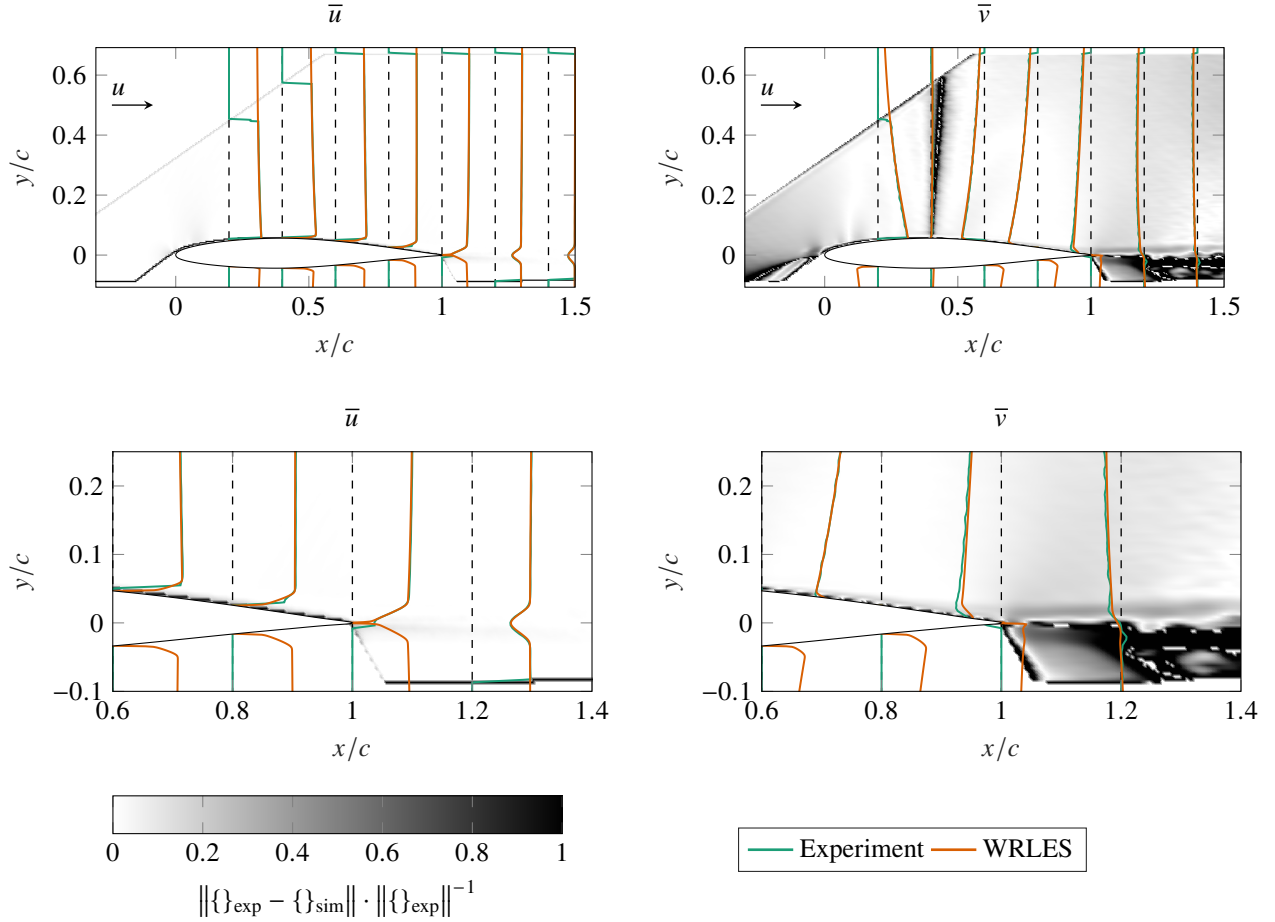 u̅ v̅
0.6 0.6
u u
0.4 0.4
y/c y/c
0.2 0.2
0 0
0 0.5 1 1.5 0 0.5 1 1.5
x/c x/c
u̅ v̅
0.2 0.2
0.1 0.1
y/c y/c
0 0
−0.1 −0.1
0.6 0.8 1 1.2 1.4 0.6 0.8 1 1.2 1.4
x/c x/c
0 0.2 0.4 0.6 0.8 1
Experiment WRLES
‖{}exp − {}sim‖ · ‖{}exp‖⁻¹